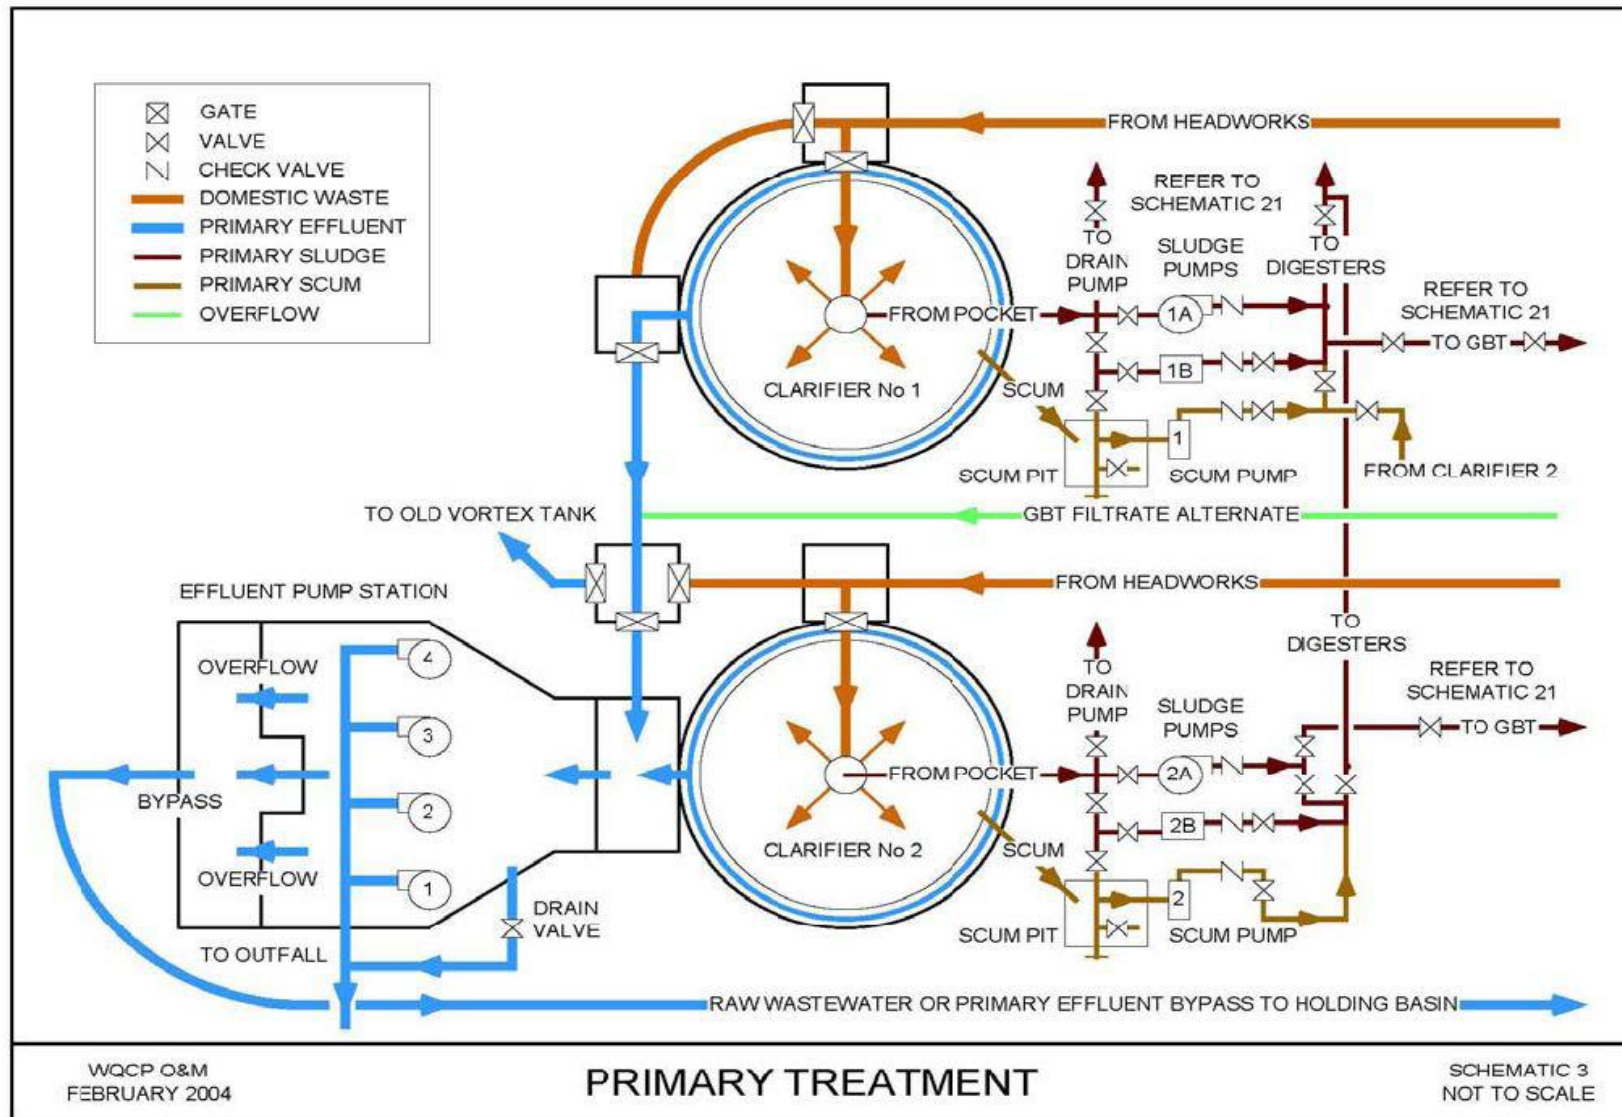 GATE
VALVE
CHECK VALVE
DOMESTIC WASTE
PRIMARY EFFLUENT
PRIMARY SLUDGE
PRIMARY SCUM
OVERFLOW
FROM HEADWORKS
REFER TO
SCHEMATIC 21
TO
DRAIN
PUMP
SLUDGE
PUMPS
TO
DIGESTERS
REFER TO
SCHEMATIC 21
FROM POCKET
1A
TO GBT
1B
CLARIFIER No 1
SCUM
1
SCUM PIT
SCUM PUMP
FROM CLARIFIER 2
TO OLD VORTEX TANK
GBT FILTRATE ALTERNATE
FROM HEADWORKS
EFFLUENT PUMP STATION
TO
DIGESTERS
OVERFLOW
4
TO
DRAIN
PUMP
SLUDGE
PUMPS
REFER TO
SCHEMATIC 21
3
TO GBT
FROM POCKET
2A
BYPASS
2
2B
CLARIFIER No 2
SCUM
OVERFLOW
1
2
DRAIN
VALVE
SCUM PIT
SCUM PUMP
TO OUTFALL
RAW WASTEWATER OR PRIMARY EFFLUENT BYPASS TO HOLDING BASIN
WQCP O&M
FEBRUARY 2004
PRIMARY TREATMENT
SCHEMATIC 3
NOT TO SCALE